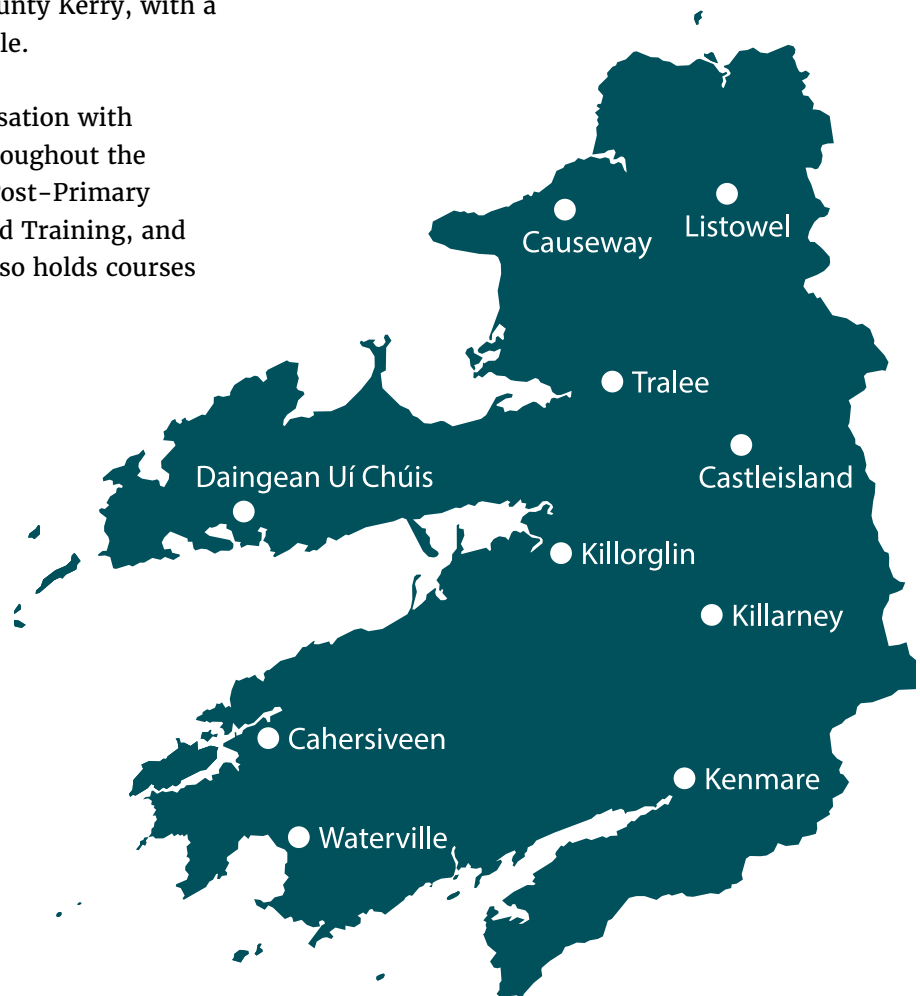 unty Kerry, with a
le.
sation with
oughout the
Post-Primary
d Training, and
so holds courses
Causeway
Listowel
Tralee
Castleisland
Daingean Uí Chúis
Killorglin
Killarney
Cahersiveen
Kenmare
Waterville